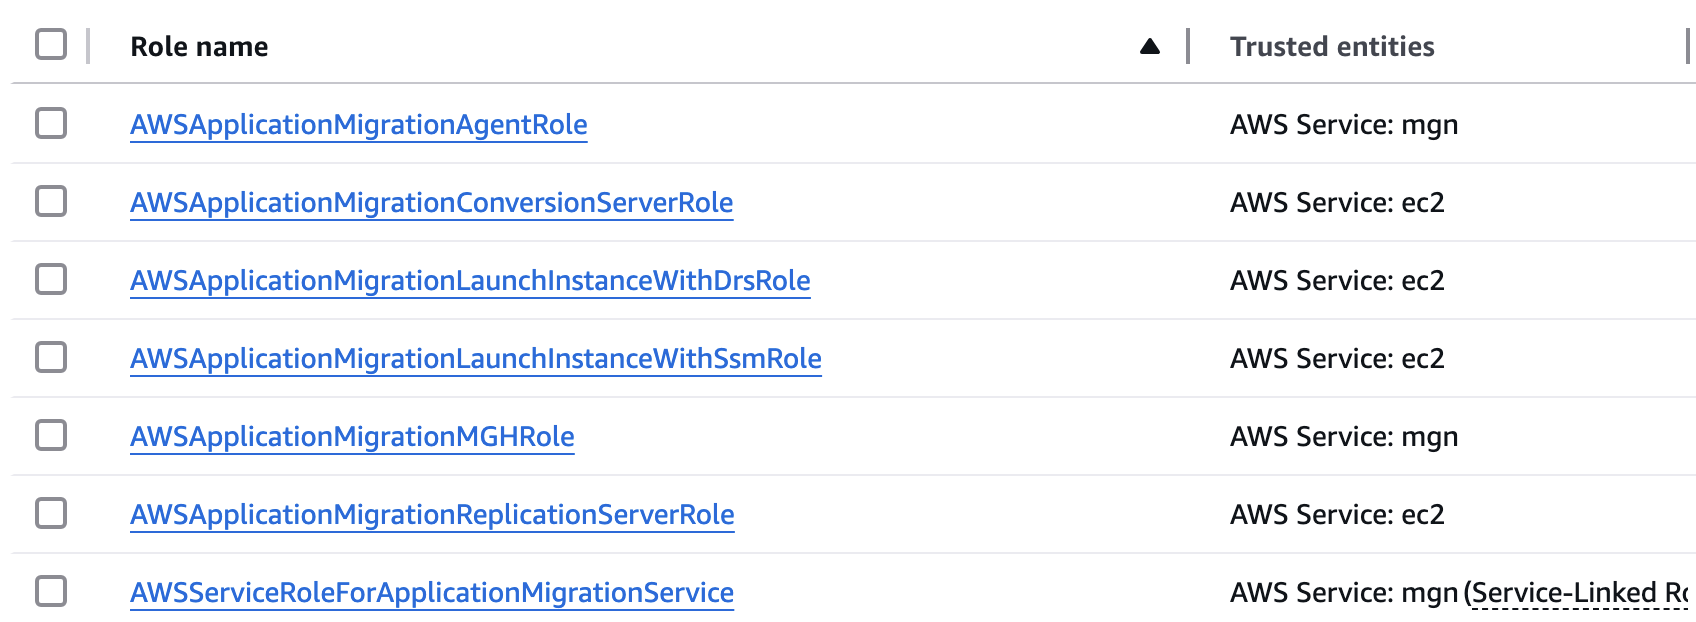 Role name Trusted entities
AWSApplicationMigrationAgentRole AWS Service: mgn
AWSApplicationMigrationConversionServerRole AWS Service: ec2
AWSApplicationMigrationLaunchInstanceWithDrsRole AWS Service: ec2
AWSApplicationMigrationLaunchInstanceWithSsmRole AWS Service: ec2
AWSApplicationMigrationMGHRole AWS Service: mgn
AWSApplicationMigrationReplicationServerRole AWS Service: ec2
AWSServiceRoleForApplicationMigrationService AWS Service: mgn (Service-Linked